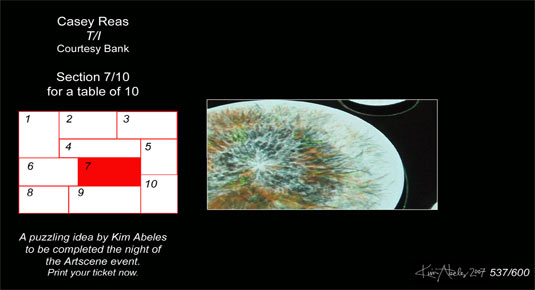 Casey Reas
T/I
Courtesy Bank
Section 7/10
for a table of 10
1
2
3
4
5
6
7
8
9
10
A puzzling idea by Kim Abeles
to be completed the night of
the Artscene event.
Print your ticket now.
Kim Abeles 2007 537/600